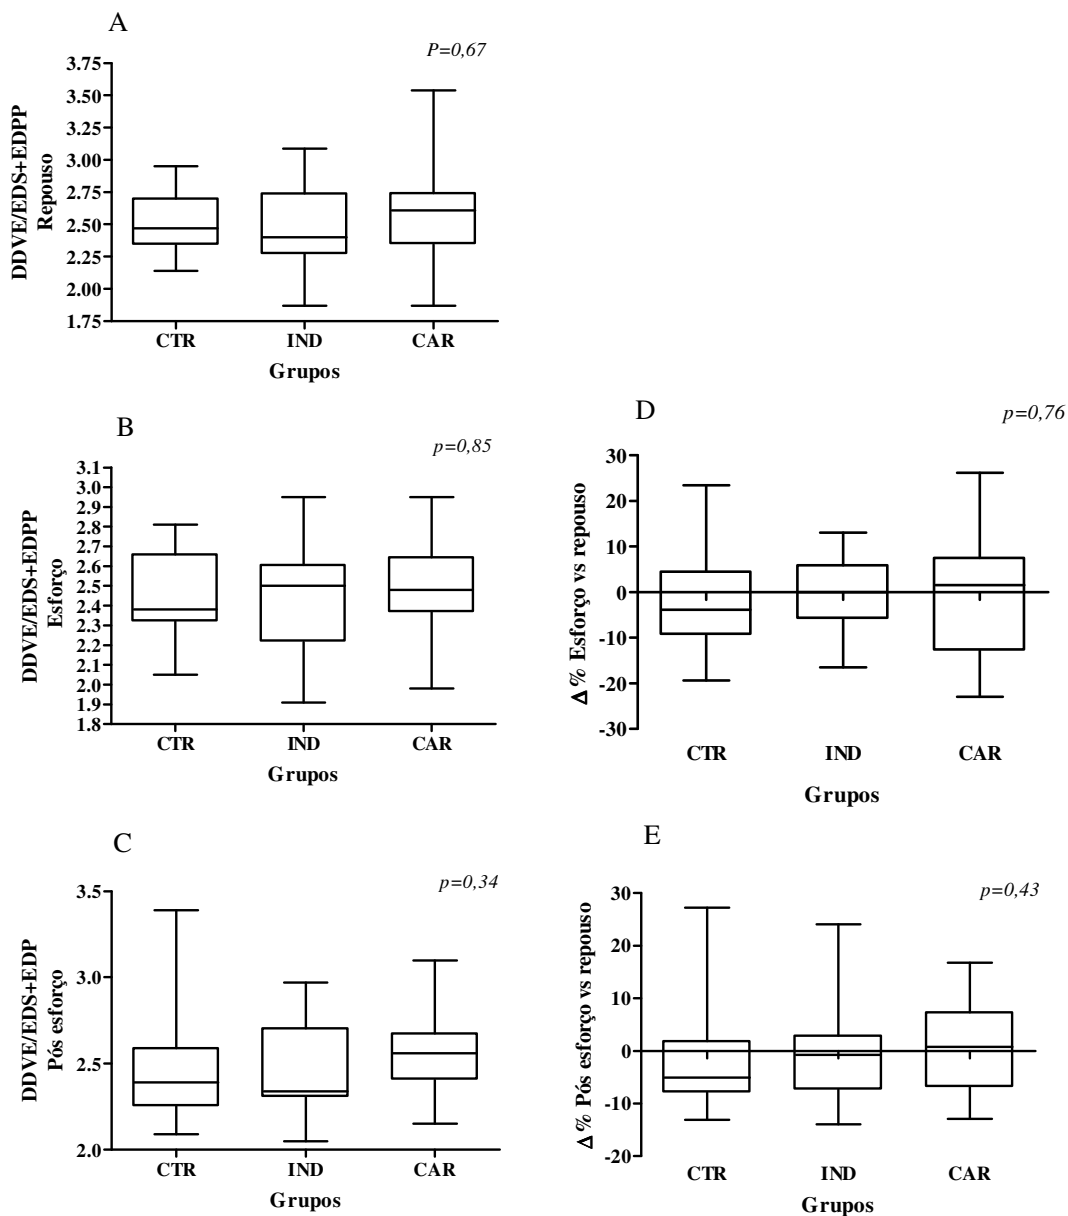 A
P=0,67
DDVE/EDS+EDPP
Repouso
3.75
3.50
3.25
3.00
2.75
2.50
2.25
2.00
1.75
CTR IND CAR
Grupos
B
p=0,85
DDVE/EDS+EDPP
Esforço
3.1
3.0
2.9
2.8
2.7
2.6
2.5
2.4
2.3
2.2
2.1
2.0
1.9
1.8
CTR IND CAR
Grupos
D
p=0,76
Δ% Esforço vs repouso
30
20
10
0
-10
-20
-30
CTR IND CAR
Grupos
C
p=0,34
DDVE/EDS+EDP
Pós esforço
3.5
3.0
2.5
2.0
CTR IND CAR
Grupos
E
p=0,43
Δ% Pós esforço vs repouso
30
20
10
0
-10
-20
CTR IND CAR
Grupos